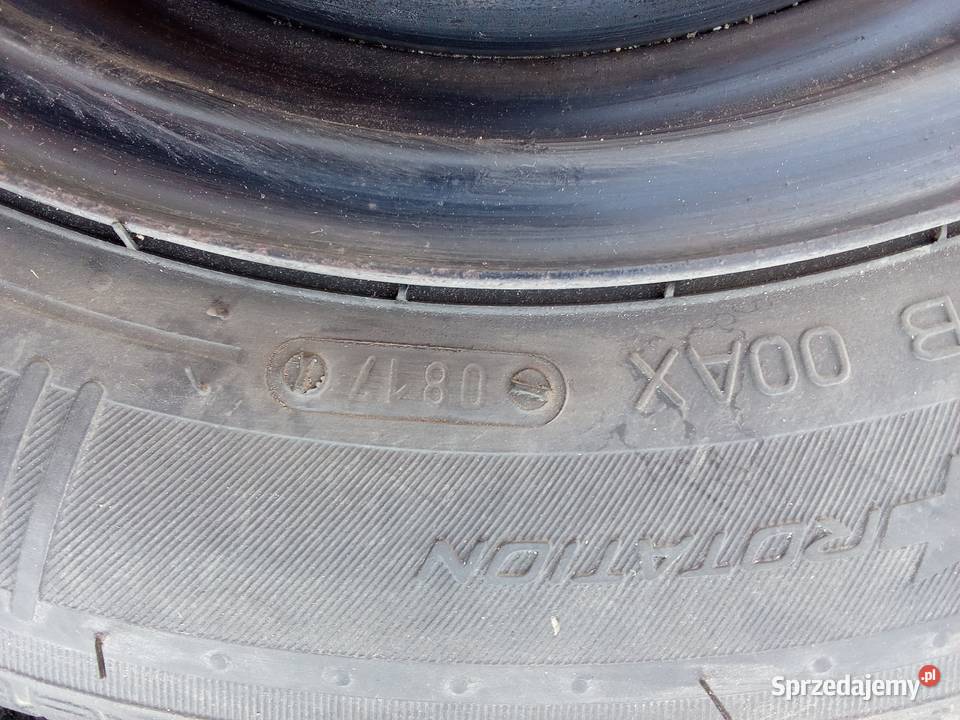 B 00AX
0817
ROTATION
Sprzedajemy.pl